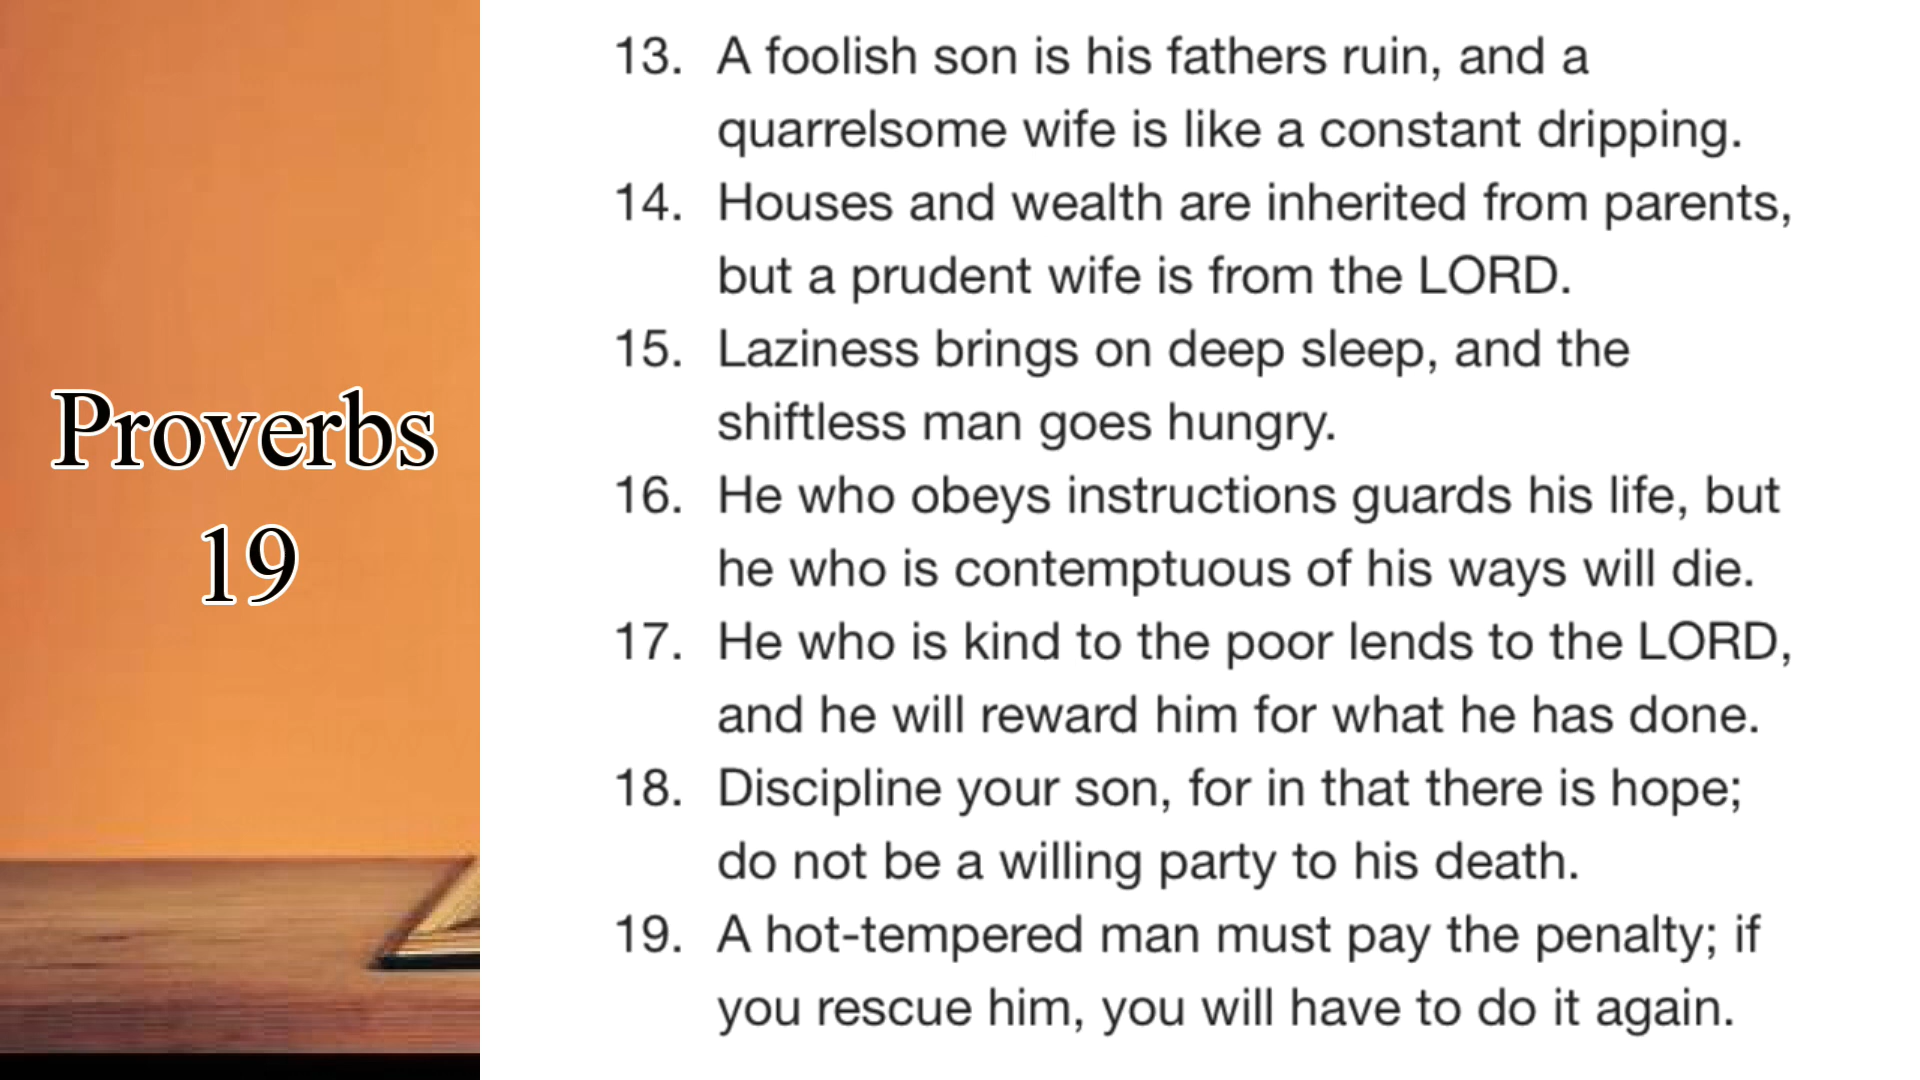 Proverbs
19
13. A foolish son is his fathers ruin, and a
quarrelsome wife is like a constant dripping.
14. Houses and wealth are inherited from parents,
but a prudent wife is from the LORD.
15. Laziness brings on deep sleep, and the
shiftless man goes hungry.
16. He who obeys instructions guards his life, but
he who is contemptuous of his ways will die.
17. He who is kind to the poor lends to the LORD,
and he will reward him for what he has done.
18. Discipline your son, for in that there is hope;
do not be a willing party to his death.
19. A hot-tempered man must pay the penalty; if
you rescue him, you will have to do it again.